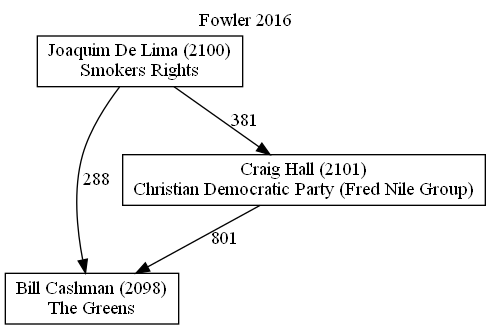 Fowler 2016
Joaquim De Lima (2100)
Smokers Rights
381
288
Craig Hall (2101)
Christian Democratic Party (Fred Nile Group)
801
Bill Cashman (2098)
The Greens